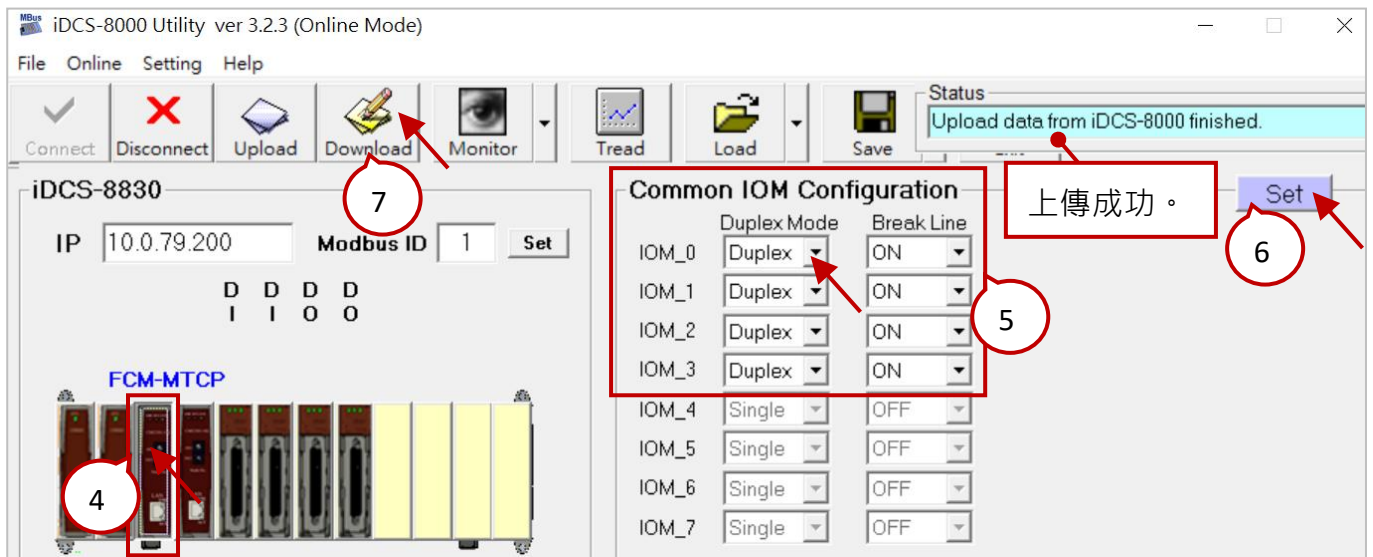 MBus iDCS-8000 Utility ver 3.2.3 (Online Mode)
File Online Setting Help
Connect Disconnect Upload Download Monitor Tread Load Save
Status
Upload data from iDCS-8000 finished.
上傳成功。
7
iDCS-8830
IP 10.0.79.200 Modbus ID 1 Set
DI DI DO DO
FCM-MTCP
4
Common IOM Configuration
Set
6
Duplex Mode Break Line
IOM_0 Duplex ON
IOM_1 Duplex ON
IOM_2 Duplex ON
IOM_3 Duplex ON
5
IOM_4 Single OFF
IOM_5 Single OFF
IOM_6 Single OFF
IOM_7 Single OFF